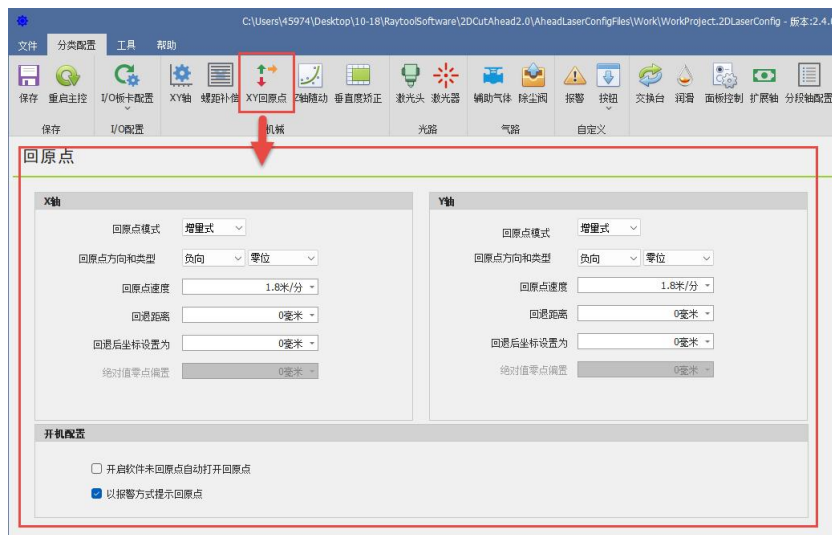 C:\Users\45974\Desktop\10-18\RaytoolSoftware\2DCutAhead2.0\AheadLaserConfigFiles\Work\WorkProject.2DLaserConfig - 版本:2.4.0
文件 分类配置 工具 帮助
保存 重启主控 I/O板卡配置 XY轴 螺距补偿 XY回原点 Z轴随动 垂直度矫正 激光头 激光器 辅助气体 除尘阀 报警 按钮 交换台 润滑 面板控制 扩展轴 分段轴配置
保存 I/O配置 机械 光路 气路 自定义
回原点
X轴 Y轴
回原点模式 增量式 回原点模式 增量式
回原点方向和类型 负向 零位 回原点方向和类型 负向 零位
回原点速度 1.8米/分 回原点速度 1.8米/分
回退距离 0毫米 回退距离 0毫米
回退后坐标设置为 0毫米 回退后坐标设置为 0毫米
绝对值零点偏置 0毫米 绝对值零点偏置 0毫米
开机配置
开启软件未回原点自动打开回原点
以报警方式提示回原点